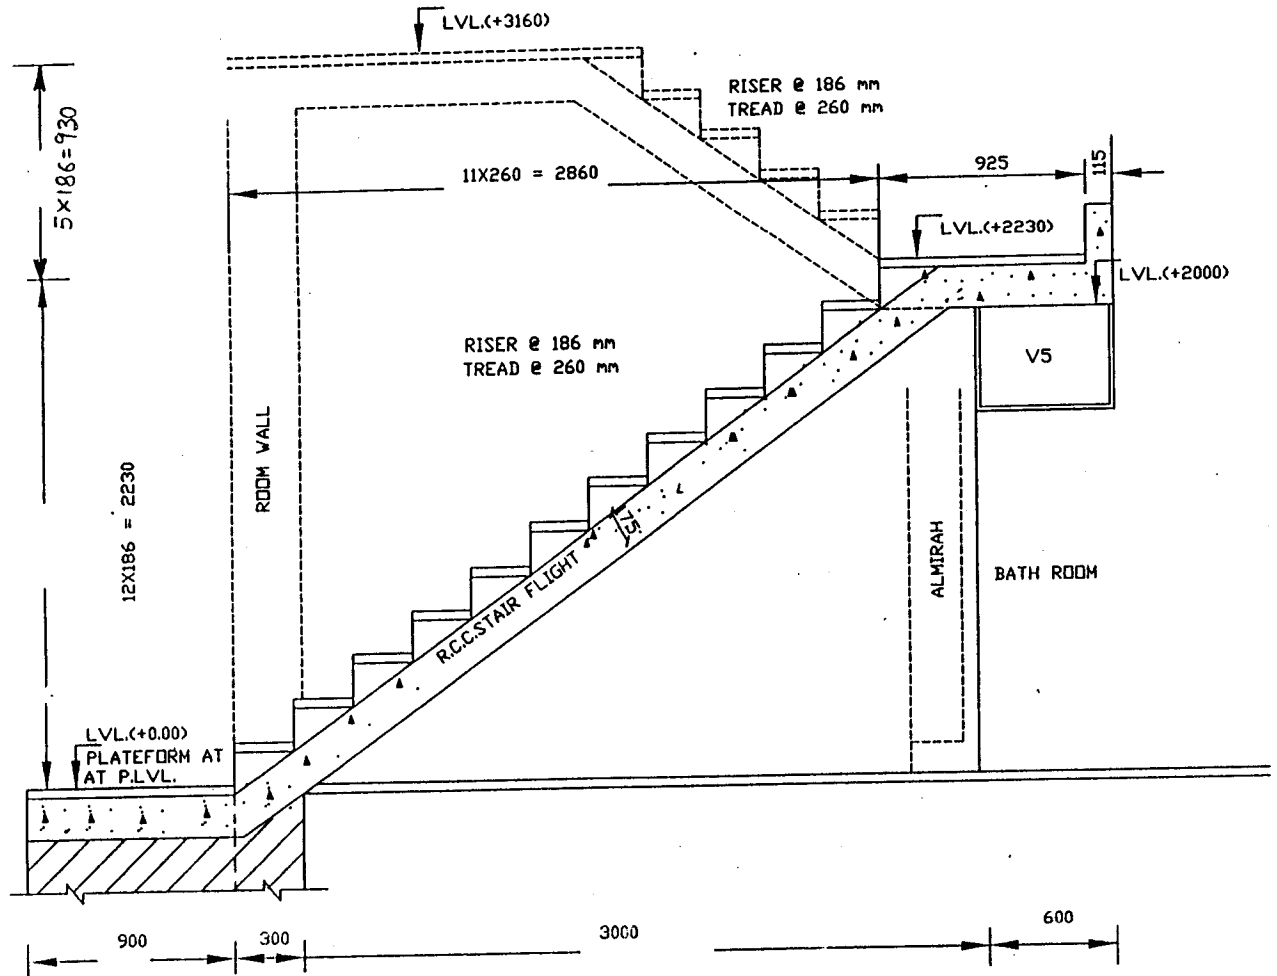 LVL.(+3160)
RISER @ 186 mm
TREAD @ 260 mm
5×186=930
11X260 = 2860
925
115
LVL.(+2230)
LVL.(+2000)
RISER @ 186 mm
TREAD @ 260 mm
V5
ROOM WALL
12X186 = 2230
75
R.C.C.STAIR FLIGHT
ALMIRAH
BATH ROOM
LVL.(+0.00)
PLATEFORM AT
AT P.LVL.
900
300
3000
600